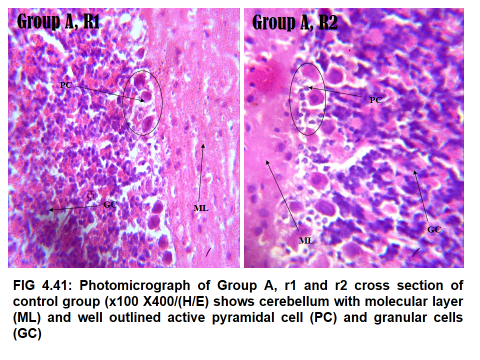 Group A, R1
PC
GC
ML
Group A, R2
PC
ML
GC
FIG 4.41: Photomicrograph of Group A, r1 and r2 cross section of
control group (x100 X400/(H/E) shows cerebellum with molecular layer
(ML) and well outlined active pyramidal cell (PC) and granular cells
(GC)